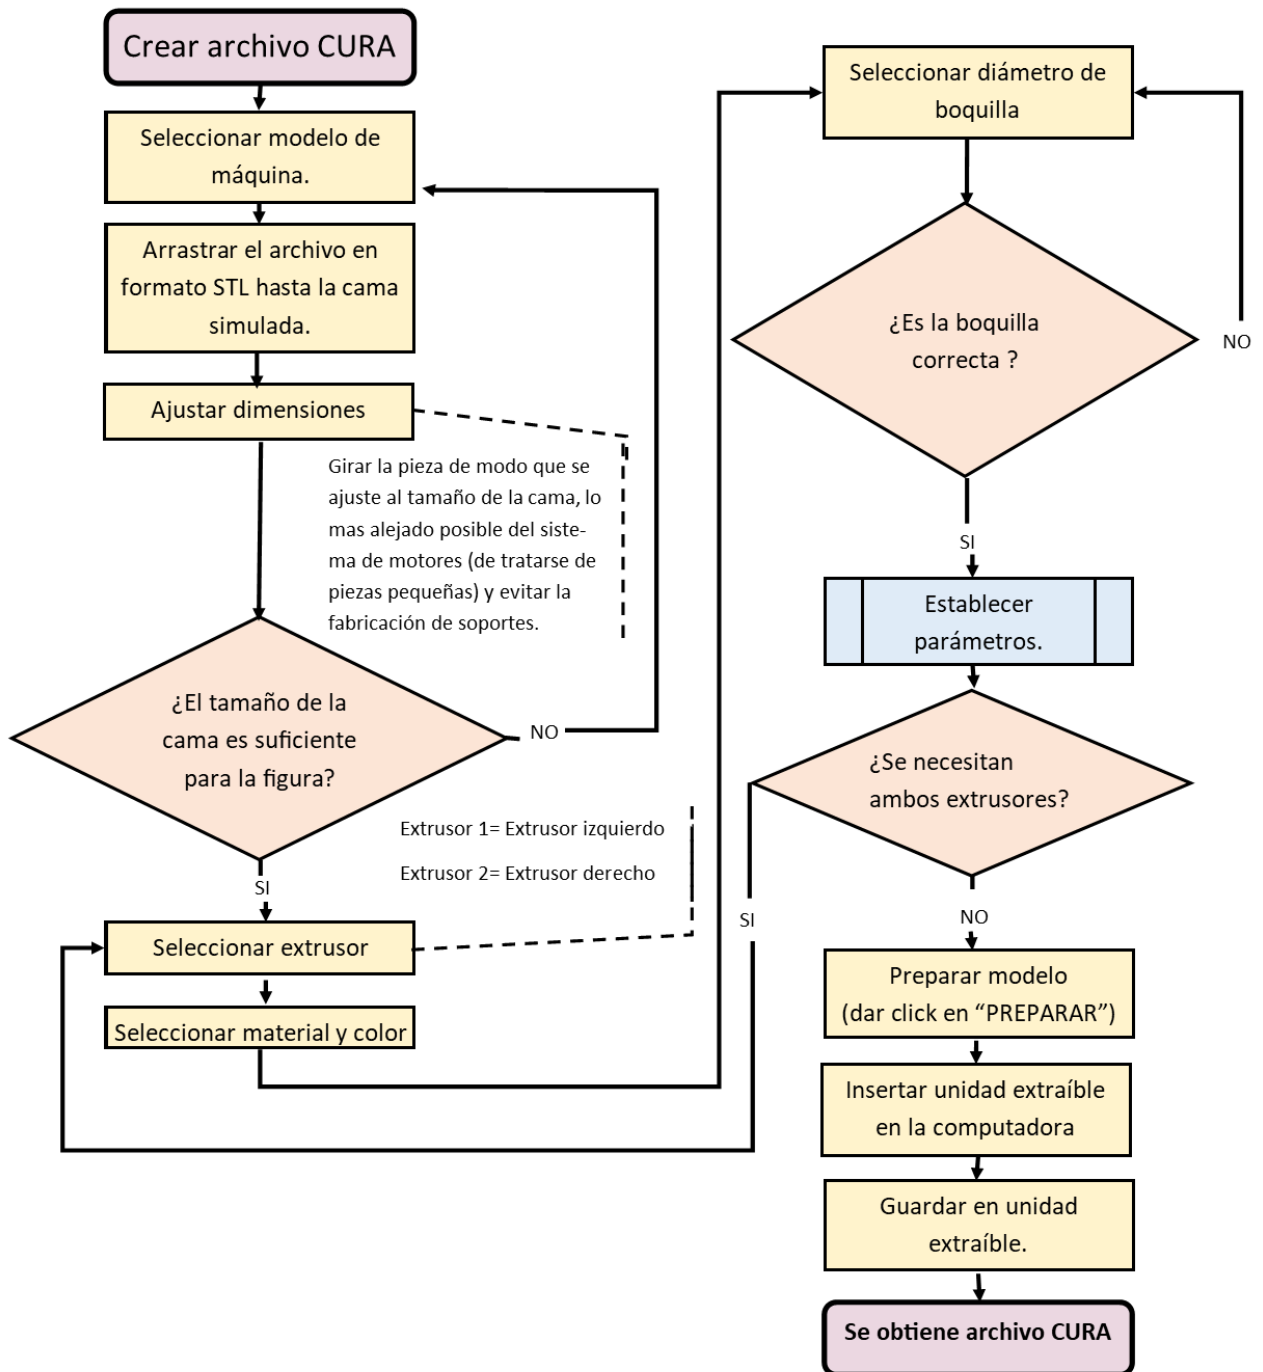 Crear archivo CURA
Seleccionar modelo de
máquina.
Arrastrar el archivo en
formato STL hasta la cama
simulada.
Ajustar dimensiones
Girar la pieza de modo que se
ajuste al tamaño de la cama, lo
mas alejado posible del siste-
ma de motores (de tratarse de
piezas pequeñas) y evitar la
fabricación de soportes.
¿El tamaño de la
cama es suficiente
para la figura?
NO
SI
Extrusor 1= Extrusor izquierdo
Extrusor 2= Extrusor derecho
Seleccionar extrusor
Seleccionar material y color
Seleccionar diámetro de
boquilla
¿Es la boquilla
correcta ?
NO
SI
Establecer
parámetros.
¿Se necesitan
ambos extrusores?
SI
NO
Preparar modelo
(dar click en “PREPARAR”)
Insertar unidad extraíble
en la computadora
Guardar en unidad
extraíble.
Se obtiene archivo CURA